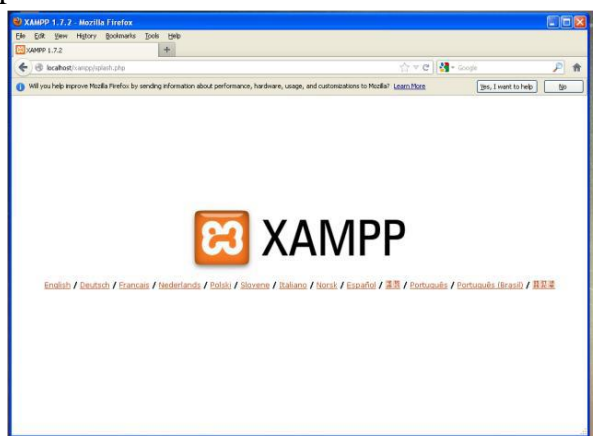 XAMPP 1.7.2 - Mozilla Firefox
File Edit View History Bookmarks Tools Help
XAMPP 1.7.2 +
localhost/xampp/splash.php Google
Will you help improve Mozilla Firefox by sending information about performance, hardware, usage, and customizations to Mozilla? Learn More Yes, I want to help No
XAMPP
English / Deutsch / Francais / Nederlands / Polski / Slovene / Italiano / Norsk / Español / / Português / Português (Brasil) /